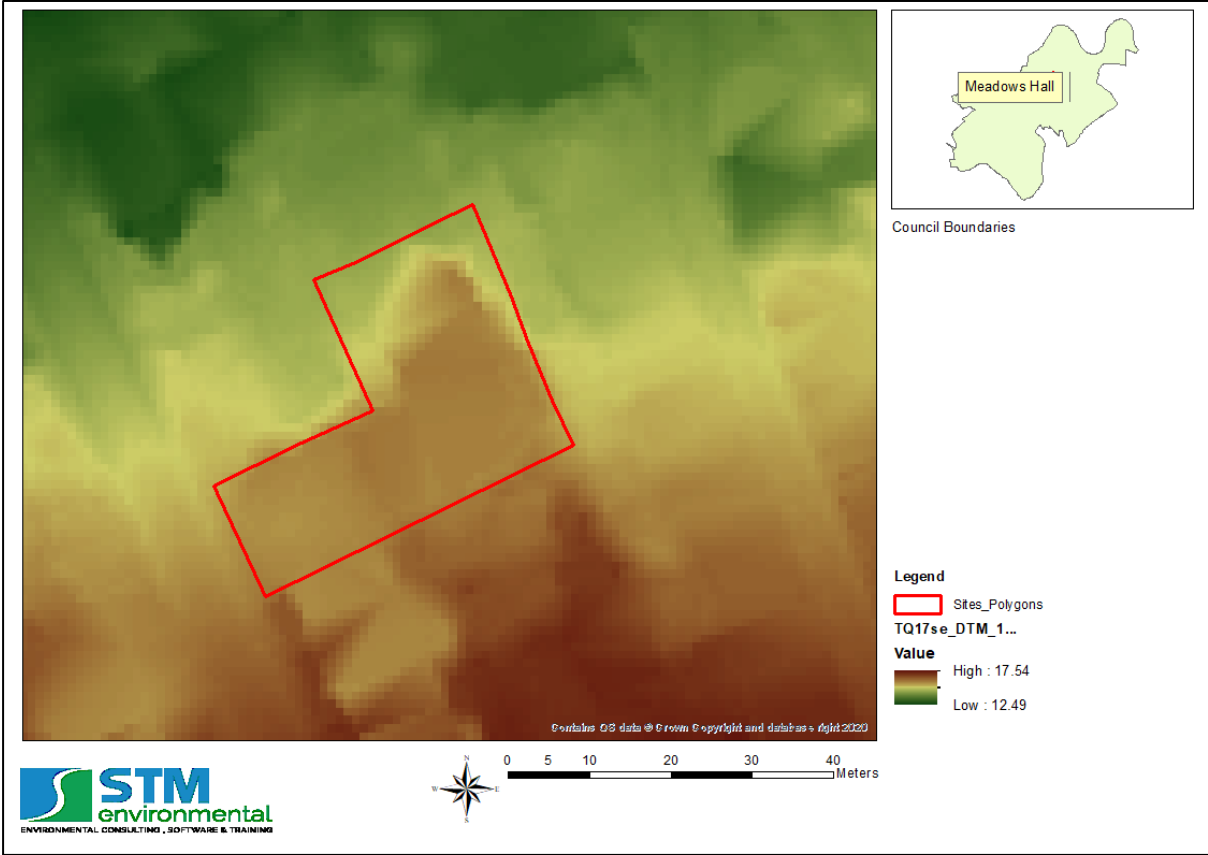 Meadows Hall
Council Boundaries
Legend
Sites_Polygons
TQ17se_DTM_1...
Value
High : 17.54
Low : 12.49
Contains OS data © Crown Copyright and database right 2020
STM
environmental
ENVIRONMENTAL CONSULTING , SOFTWARE & TRAINING
N
W E
S
0 5 10 20 30 40
Meters